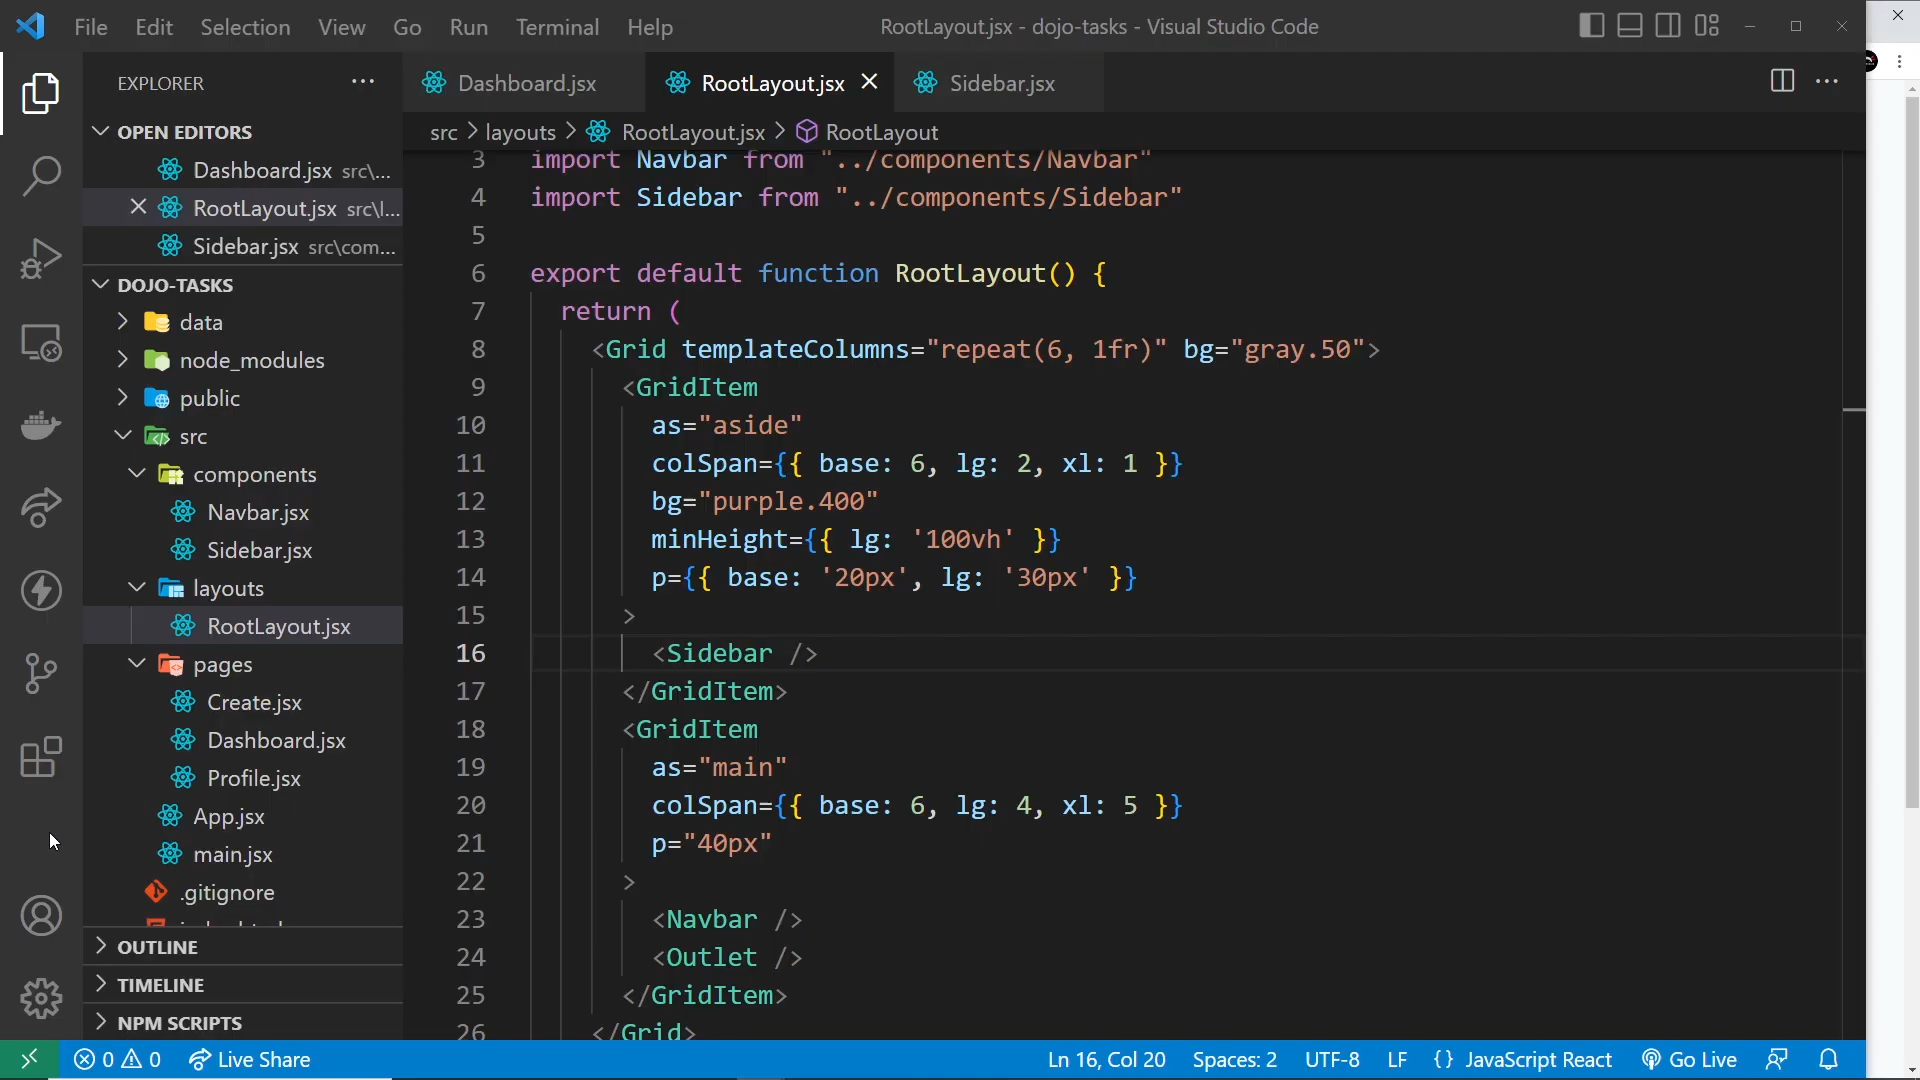 File Edit Selection View Go Run Terminal Help
RootLayout.jsx - dojo-tasks - Visual Studio Code
EXPLORER
OPEN EDITORS
Dashboard.jsx src\...
RootLayout.jsx src\l...
Sidebar.jsx src\com...
DOJO-TASKS
data
node_modules
public
src
components
Navbar.jsx
Sidebar.jsx
layouts
RootLayout.jsx
pages
Create.jsx
Dashboard.jsx
Profile.jsx
App.jsx
main.jsx
.gitignore
OUTLINE
TIMELINE
NPM SCRIPTS
Dashboard.jsx RootLayout.jsx Sidebar.jsx
src > layouts > RootLayout.jsx > RootLayout
3 import Navbar from "../components/Navbar"
4 import Sidebar from "../components/Sidebar"
5
6 export default function RootLayout() {
7 return (
8 <Grid templateColumns="repeat(6, 1fr)" bg="gray.50">
9 <GridItem
10 as="aside"
11 colSpan={{ base: 6, lg: 2, xl: 1 }}
12 bg="purple.400"
13 minHeight={{ lg: '100vh' }}
14 p={{ base: '20px', lg: '30px' }}
15 >
16 <Sidebar />
17 </GridItem>
18 <GridItem
19 as="main"
20 colSpan={{ base: 6, lg: 4, xl: 5 }}
21 p="40px"
22 >
23 <Navbar />
24 <Outlet />
25 </GridItem>
26 </Grid>
0 0 Live Share
Ln 16, Col 20 Spaces: 2 UTF-8 LF {} JavaScript React Go Live